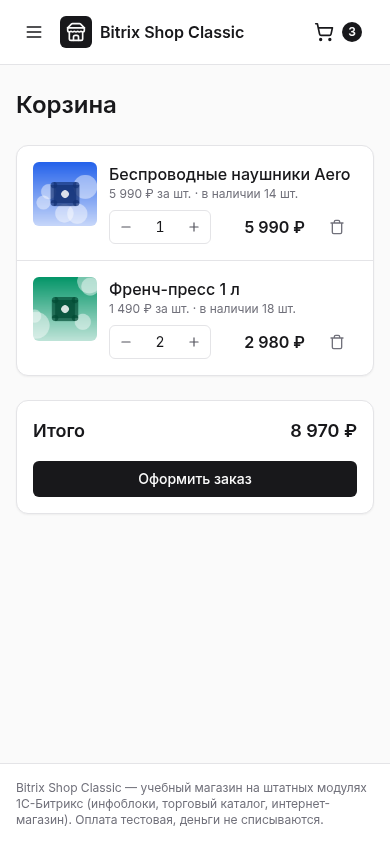 Bitrix Shop Classic
3
Корзина
Беспроводные наушники Aero
5 990 ₽ за шт. · в наличии 14 шт.
1
5 990 ₽
Френч-пресс 1 л
1 490 ₽ за шт. · в наличии 18 шт.
2
2 980 ₽
Итого
8 970 ₽
Оформить заказ
Bitrix Shop Classic — учебный магазин на штатных модулях
1С-Битрикс (инфоблоки, торговый каталог, интернет-
магазин). Оплата тестовая, деньги не списываются.